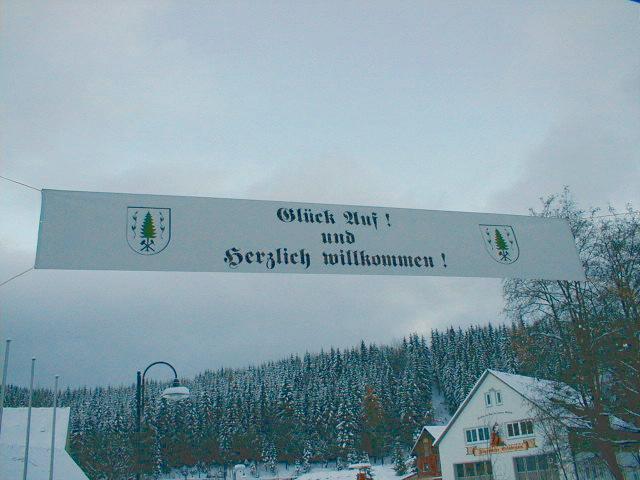 Glück Auf !
und
Herzlich willkommen !